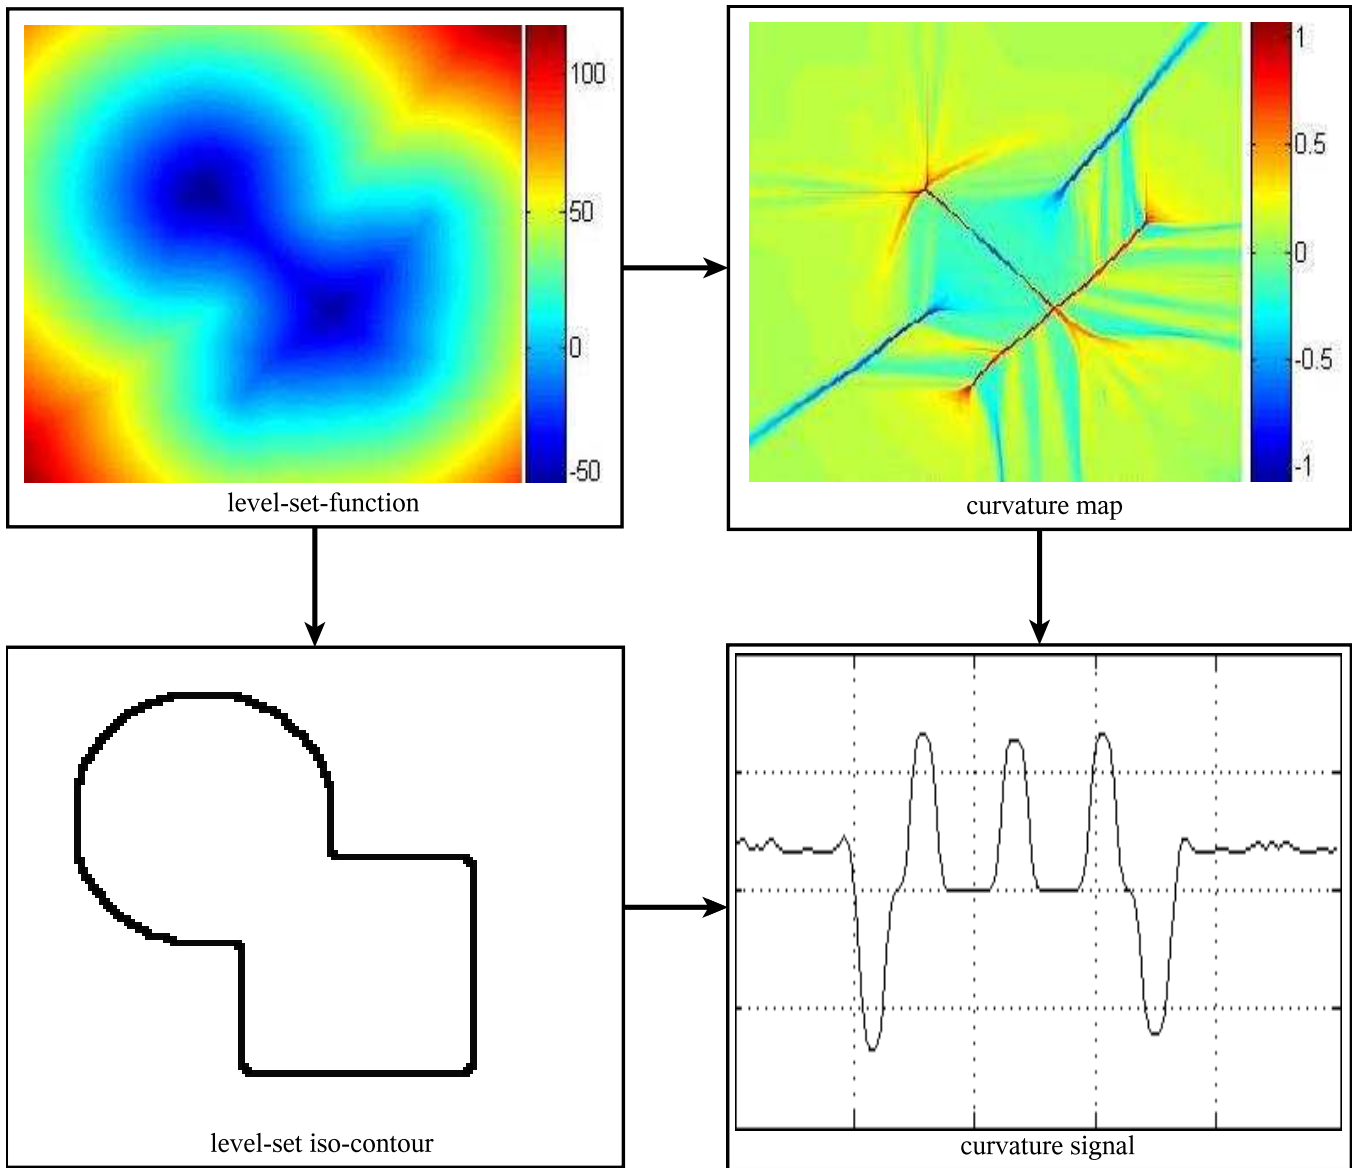 100
50
0
-50
level-set-function
1
0.5
0
-0.5
-1
curvature map
level-set iso-contour
curvature signal